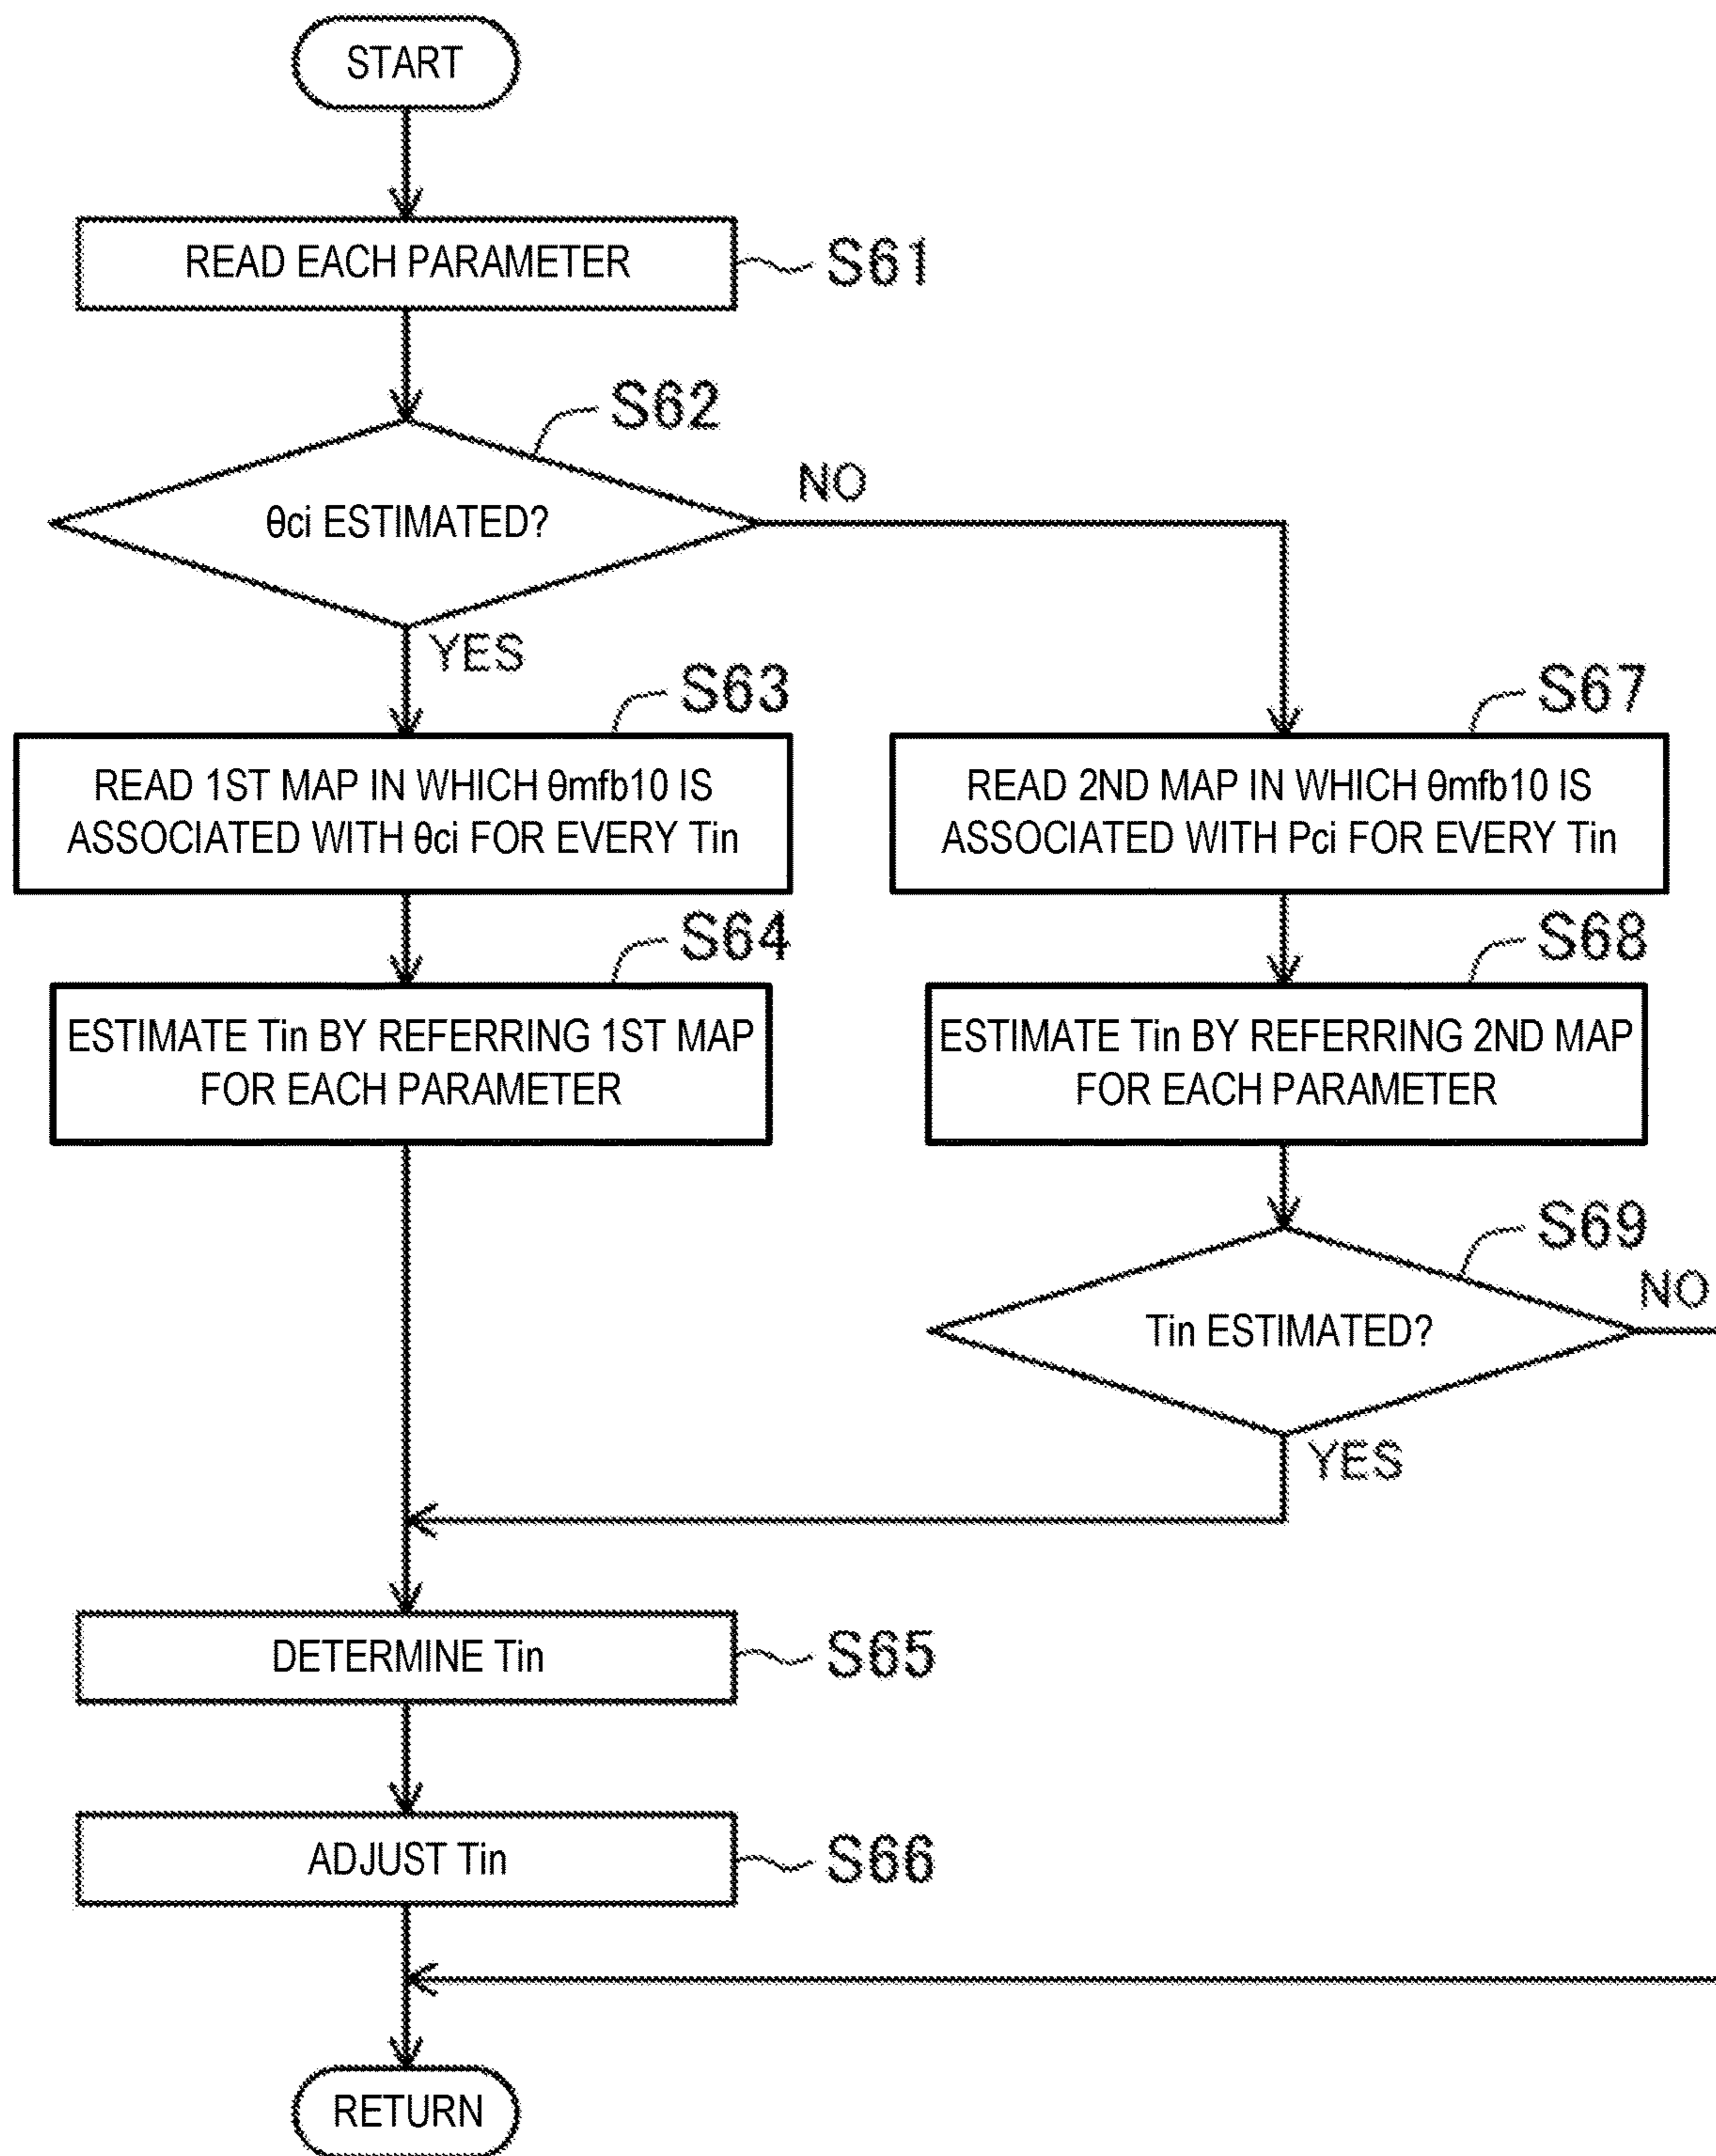 START
READ EACH PARAMETER
S61
S62
θci ESTIMATED?
NO
YES
S63
READ 1ST MAP IN WHICH θmfb10 IS
ASSOCIATED WITH θci FOR EVERY Tin
S67
READ 2ND MAP IN WHICH θmfb10 IS
ASSOCIATED WITH Pci FOR EVERY Tin
S64
ESTIMATE Tin BY REFERRING 1ST MAP
FOR EACH PARAMETER
S68
ESTIMATE Tin BY REFERRING 2ND MAP
FOR EACH PARAMETER
S69
Tin ESTIMATED?
NO
YES
DETERMINE Tin
S65
ADJUST Tin
S66
RETURN